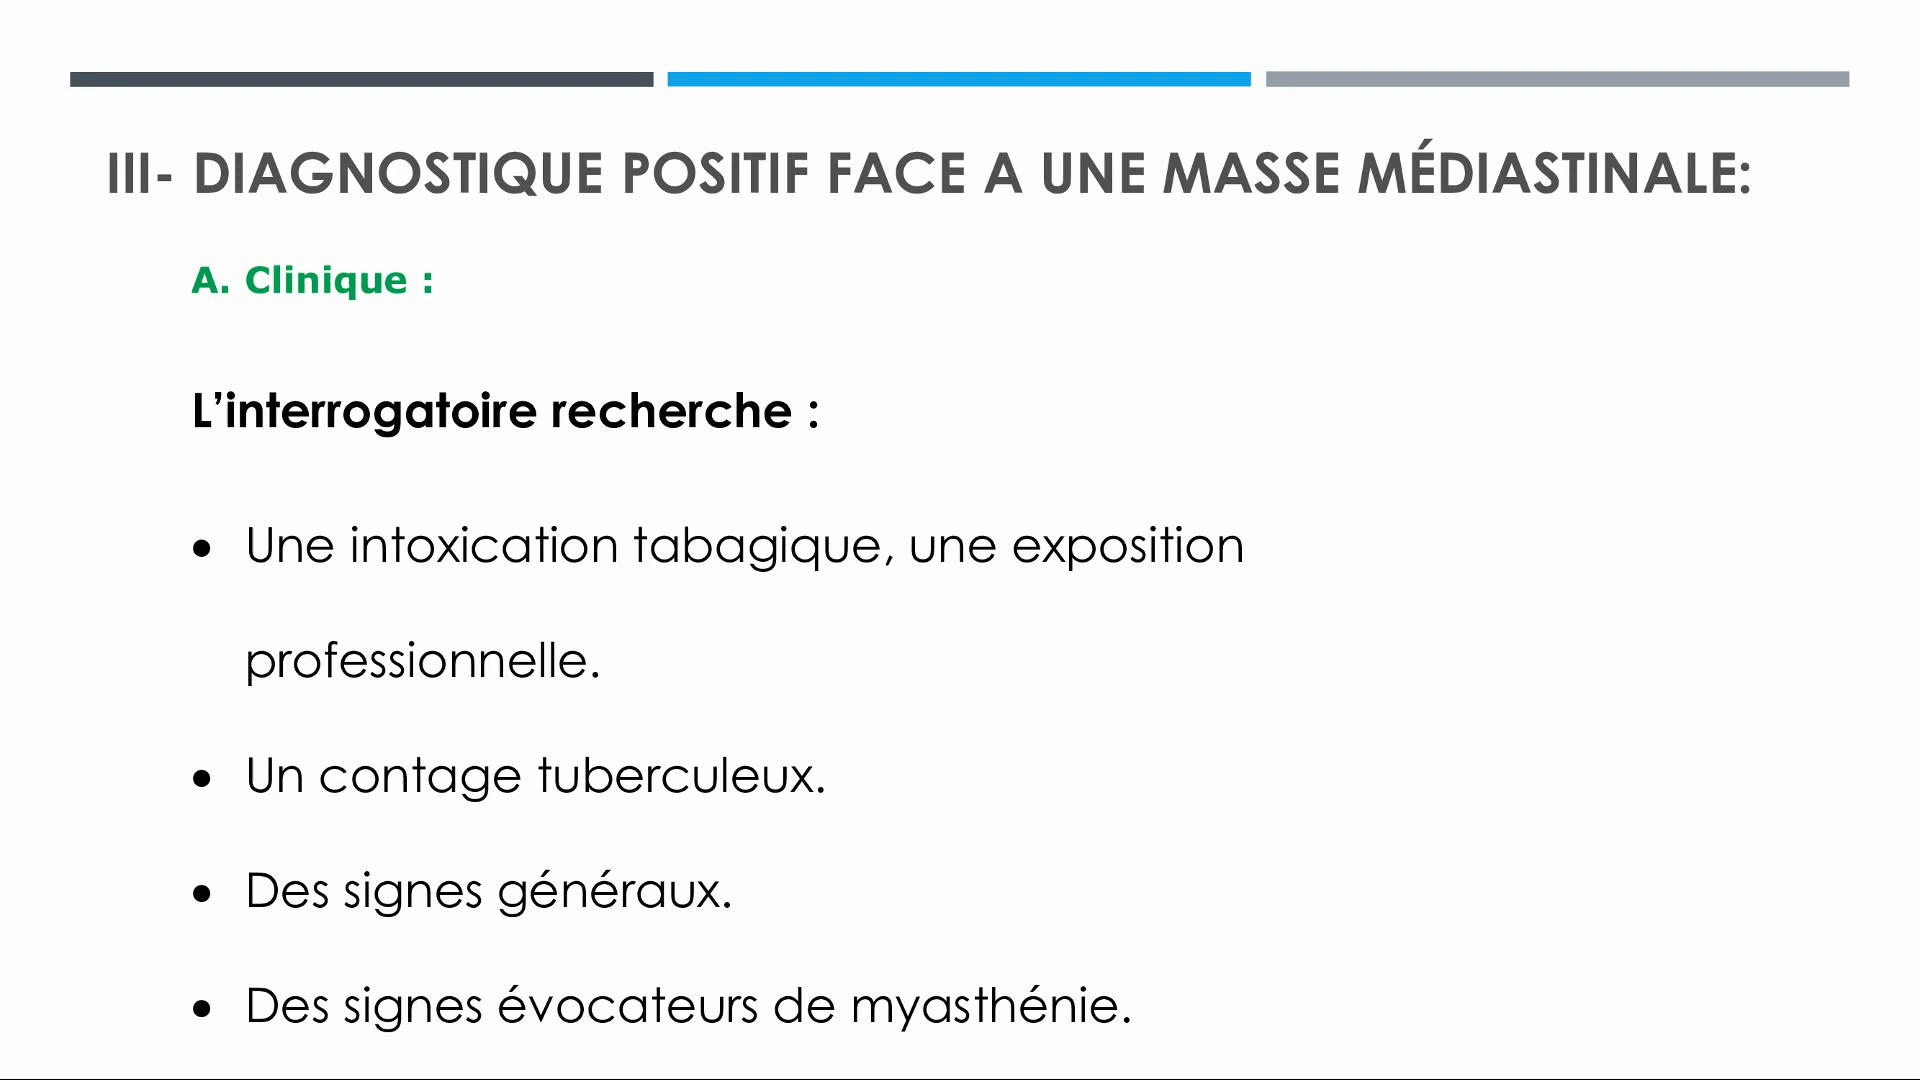 III- DIAGNOSTIQUE POSITIF FACE A UNE MASSE MÉDIASTINALE:
A. Clinique :
L’interrogatoire recherche :
• Une intoxication tabagique, une exposition
professionnelle.
• Un contage tuberculeux.
• Des signes généraux.
• Des signes évocateurs de myasthénie.